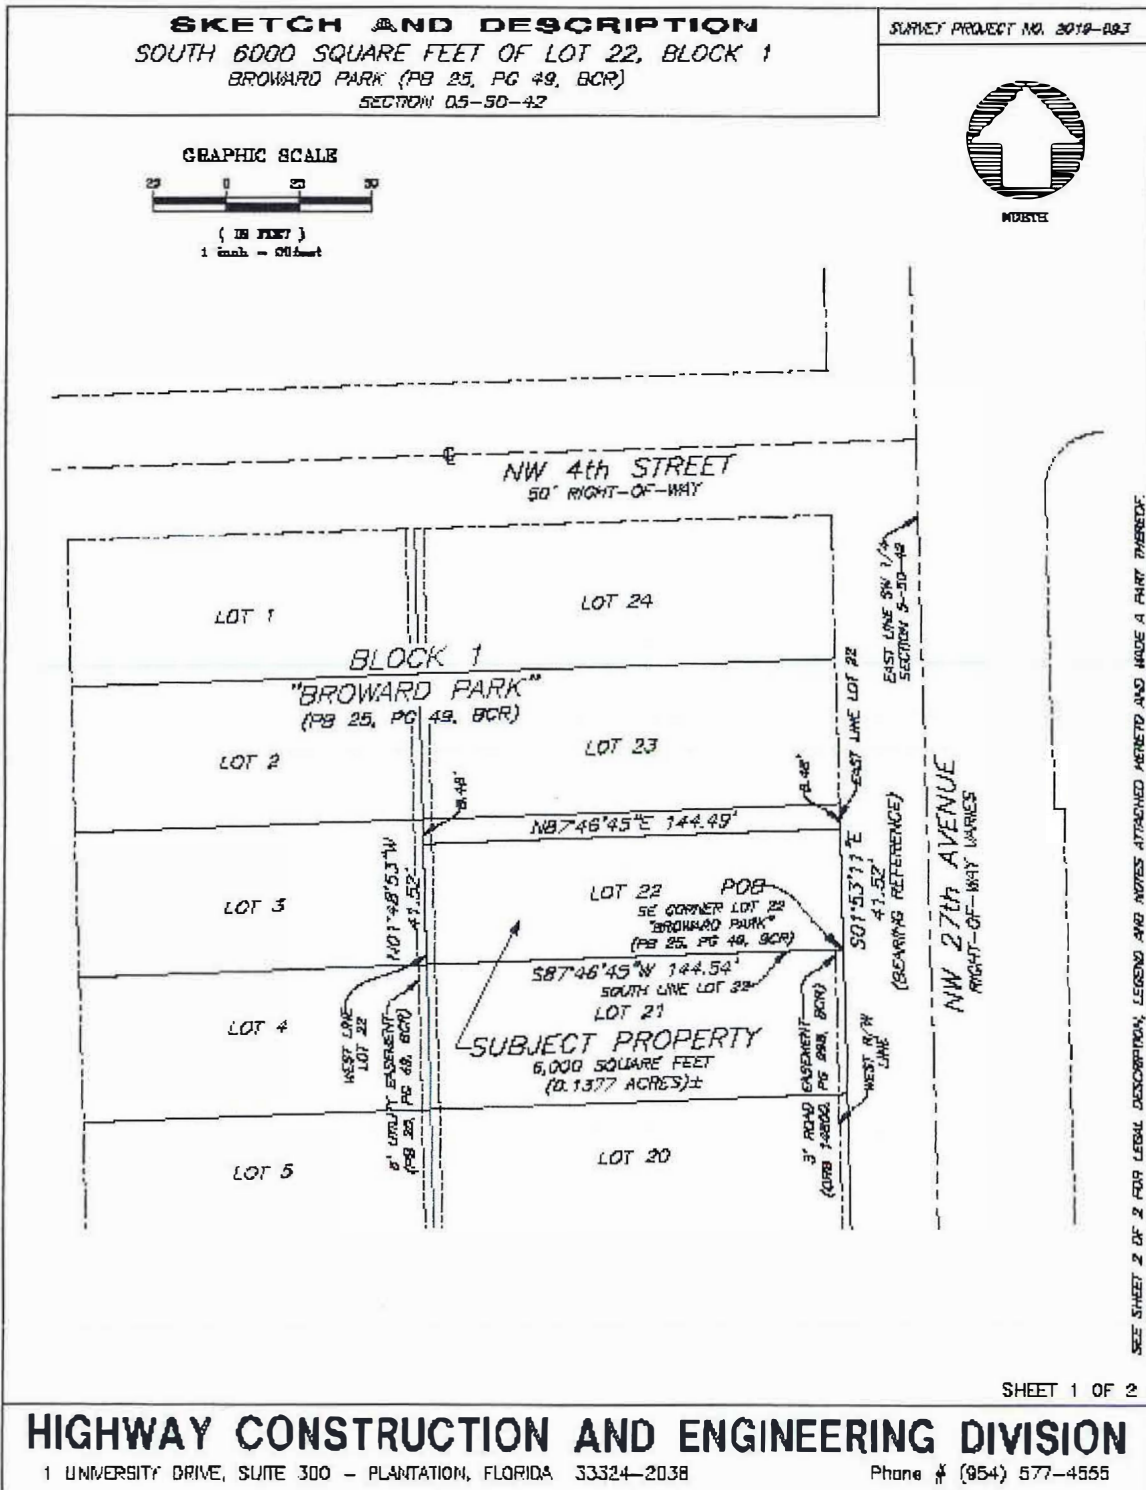 SKETCH AND DESCRIPTION
SOUTH 6000 SQUARE FEET OF LOT 22, BLOCK 1
BROWARD PARK (PB 25, PG 49, BCR)
SECTION 05-50-42
SURVEY PROJECT NO. 2019-093
GRAPHIC SCALE
0
( IN FEET )
1 inch =
NORTH
NW 4th STREET
50' RIGHT-OF-WAY
EAST LINE SW 1/4
SECTION 5-50-42
LOT 1
LOT 24
BLOCK 1
"BROWARD PARK"
(PB 25, PG 49, BCR)
LOT 2
LOT 23
EAST LINE LOT 22
8.48'
8.48'
N87°46'45"E 144.49'
N01°48'53"W
41.52'
LOT 3
LOT 22
POB
SE CORNER LOT 22
"BROWARD PARK"
(PB 25, PG 49, BCR)
S01°53'11"E
41.52'
(BEARING REFERENCE)
NW 27th AVENUE
RIGHT-OF-WAY VARIES
S87°46'45"W 144.54'
SOUTH LINE LOT 22
LOT 21
LOT 4
WEST LINE
LOT 22
SUBJECT PROPERTY
6,000 SQUARE FEET
(0.1377 ACRES)±
UTILITY EASEMENT
(PB 25, PG 49, BCR)
3' ROAD EASEMENT
(ORB 14800, PG 998, BCR)
WEST R/W
LINE
LOT 5
LOT 20
SEE SHEET 2 OF 2 FOR LEGAL DESCRIPTION, LEGEND AND NOTES ATTACHED HERETO AND MADE A PART THEREOF.
SHEET 1 OF 2
HIGHWAY CONSTRUCTION AND ENGINEERING DIVISION
1 UNIVERSITY DRIVE, SUITE 300 - PLANTATION, FLORIDA 33324-2038
Phone # (954) 577-4555